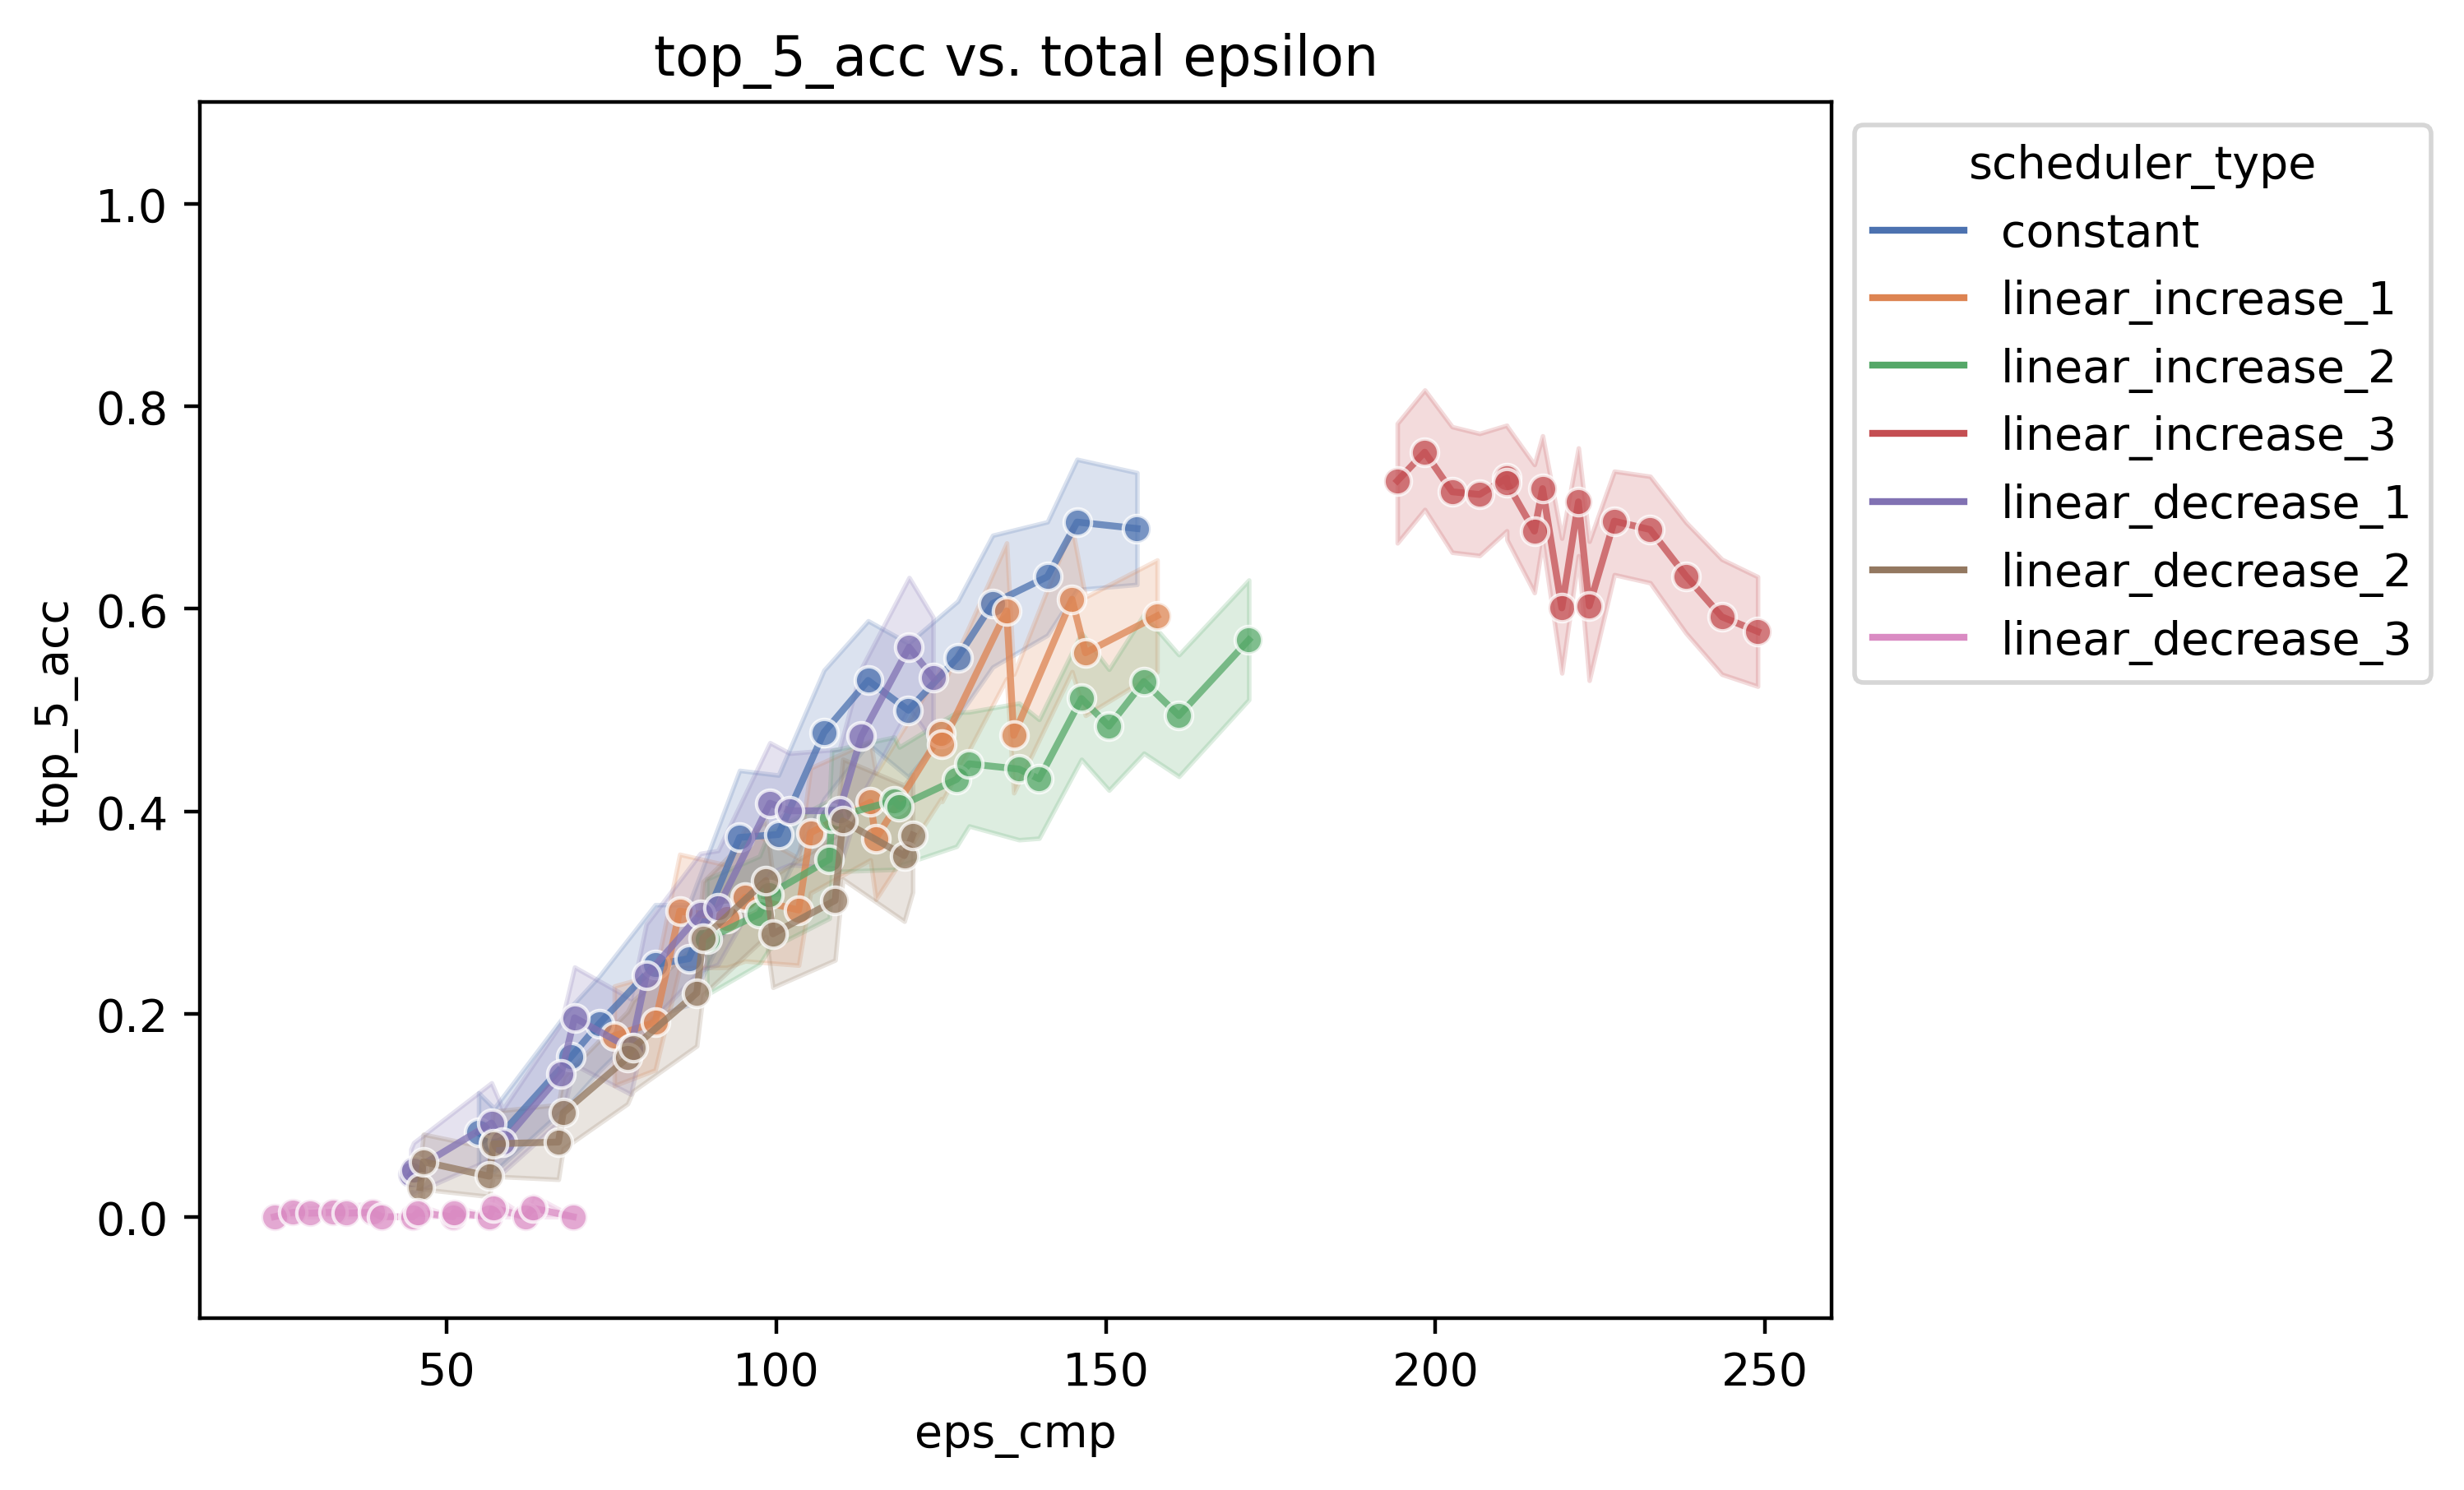 top_5_acc vs. total epsilon
top_5_acc
1.0
0.8
0.6
0.4
0.2
0.0
50 100 150 200 250
eps_cmp
scheduler_type
constant
linear_increase_1
linear_increase_2
linear_increase_3
linear_decrease_1
linear_decrease_2
linear_decrease_3